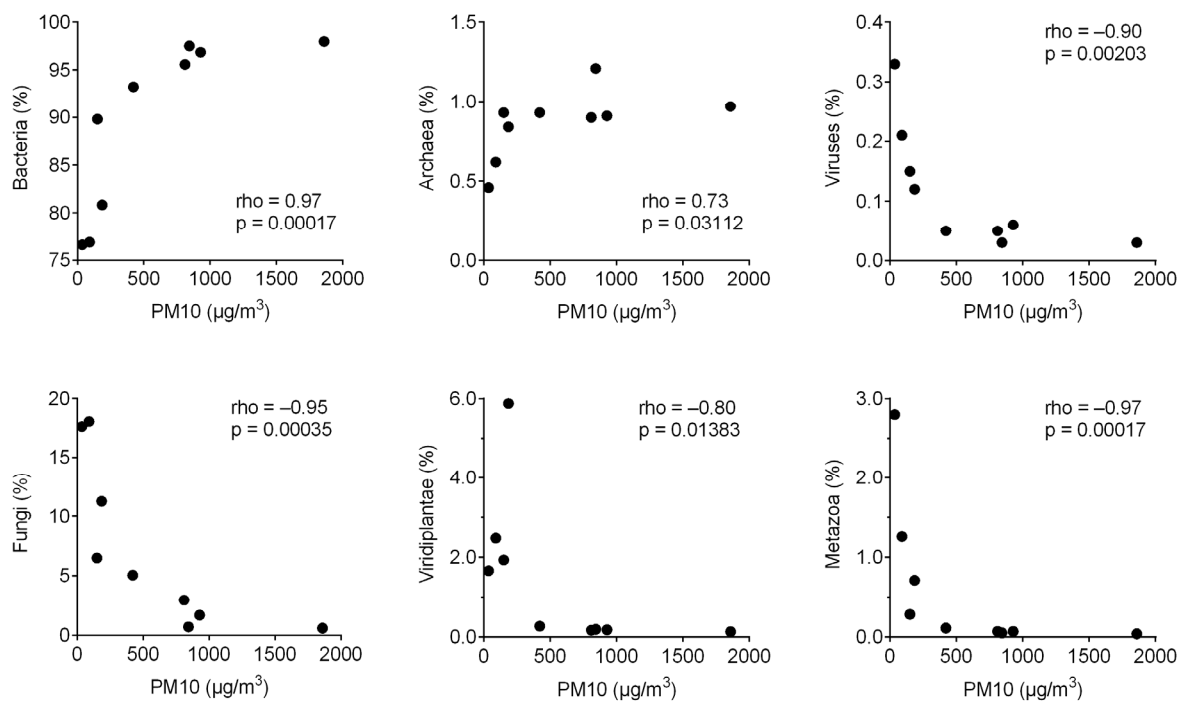 100
95
90
85
80
75
Bacteria (%)
rho = 0.97
p = 0.00017
0 500 1000 1500 2000
PM10 (µg/m³)
1.5
1.0
0.5
0.0
Archaea (%)
rho = 0.73
p = 0.03112
0 500 1000 1500 2000
PM10 (µg/m³)
0.4
0.3
0.2
0.1
0.0
Viruses (%)
rho = –0.90
p = 0.00203
0 500 1000 1500 2000
PM10 (µg/m³)
20
15
10
5
0
Fungi (%)
rho = –0.95
p = 0.00035
0 500 1000 1500 2000
PM10 (µg/m³)
6.0
4.0
2.0
0.0
Viridiplantae (%)
rho = –0.80
p = 0.01383
0 500 1000 1500 2000
PM10 (µg/m³)
3.0
2.0
1.0
0.0
Metazoa (%)
rho = –0.97
p = 0.00017
0 500 1000 1500 2000
PM10 (µg/m³)